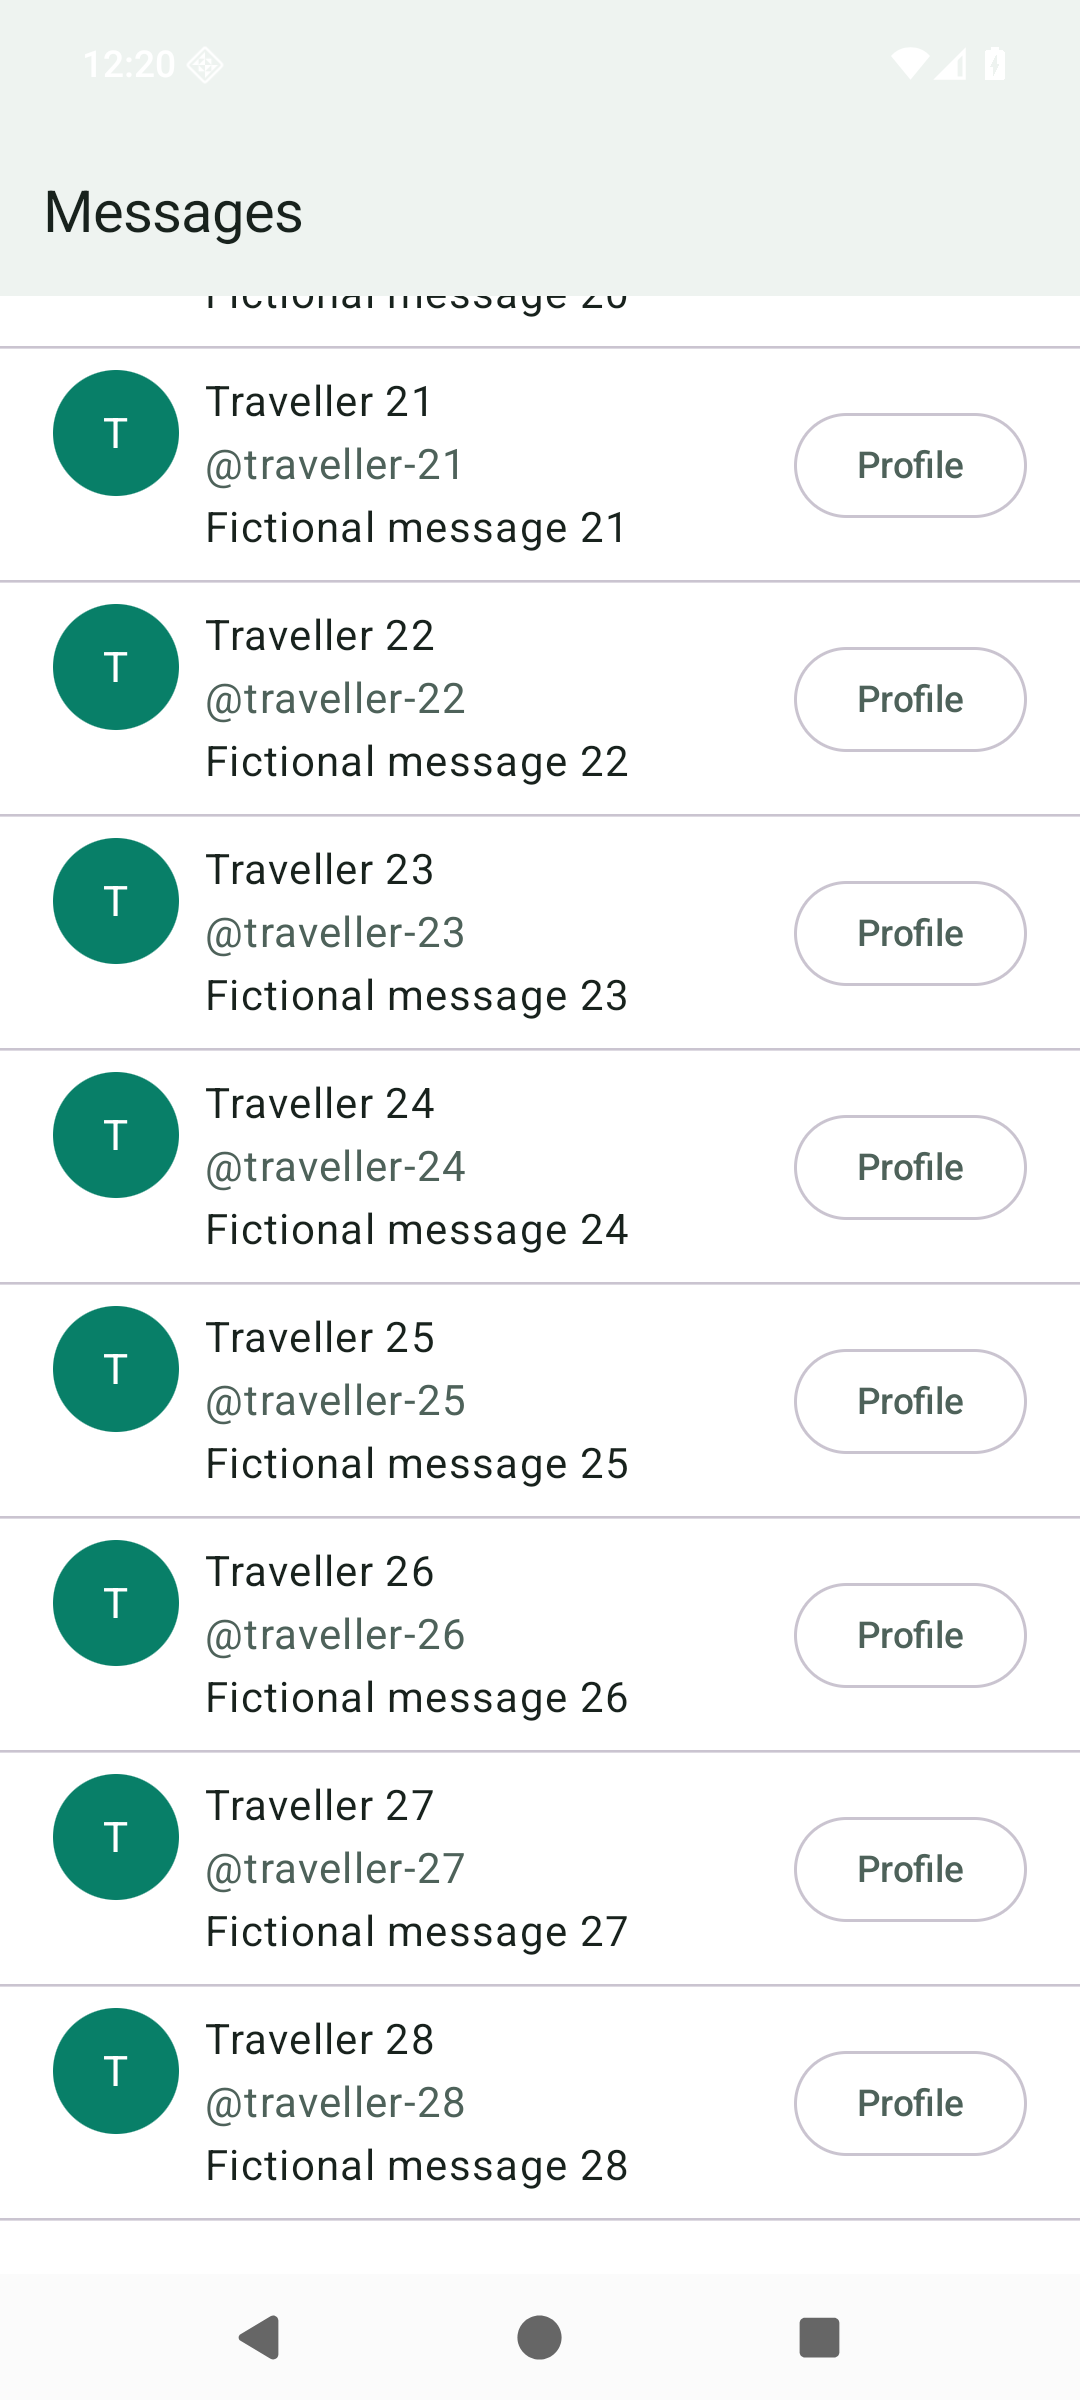 12:20
Messages
Fictional message 20
Traveller 21
@traveller-21
Fictional message 21
Profile
T
Traveller 22
@traveller-22
Fictional message 22
Profile
T
Traveller 23
@traveller-23
Fictional message 23
Profile
T
Traveller 24
@traveller-24
Fictional message 24
Profile
T
Traveller 25
@traveller-25
Fictional message 25
Profile
T
Traveller 26
@traveller-26
Fictional message 26
Profile
T
Traveller 27
@traveller-27
Fictional message 27
Profile
T
Traveller 28
@traveller-28
Fictional message 28
Profile
T